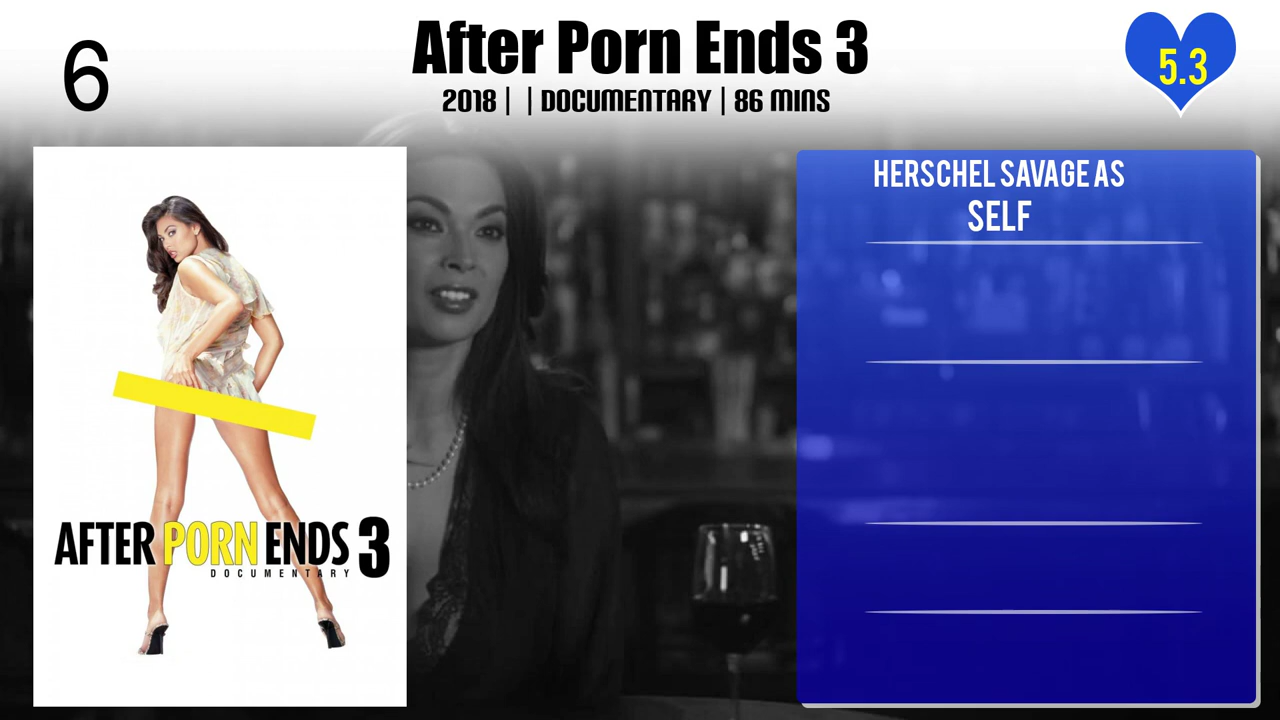 6
After Porn Ends 3
2018 | | DOCUMENTARY | 86 MINS
5.3
HERSCHEL SAVAGE AS
SELF
AFTER PORN ENDS 3
DOCUMENTARY